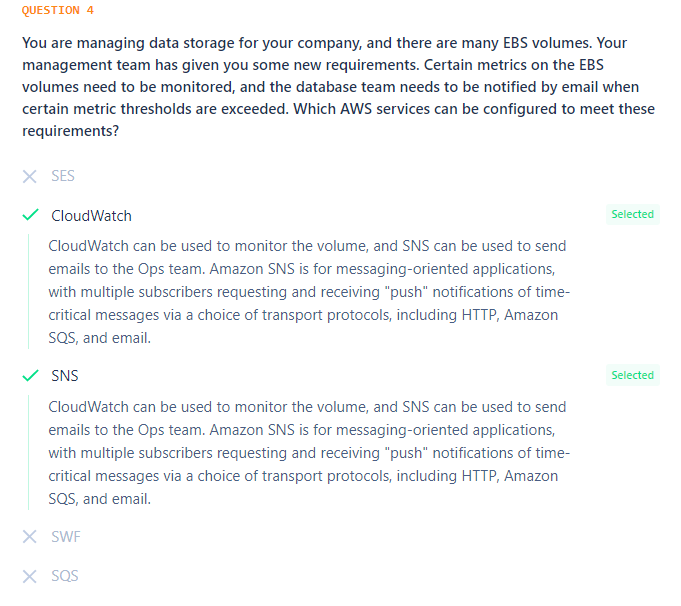 QUESTION 4
You are managing data storage for your company, and there are many EBS volumes. Your
management team has given you some new requirements. Certain metrics on the EBS
volumes need to be monitored, and the database team needs to be notified by email when
certain metric thresholds are exceeded. Which AWS services can be configured to meet these
requirements?
SES
CloudWatch
Selected
CloudWatch can be used to monitor the volume, and SNS can be used to send
emails to the Ops team. Amazon SNS is for messaging-oriented applications,
with multiple subscribers requesting and receiving "push" notifications of time-
critical messages via a choice of transport protocols, including HTTP, Amazon
SQS, and email.
SNS
Selected
CloudWatch can be used to monitor the volume, and SNS can be used to send
emails to the Ops team. Amazon SNS is for messaging-oriented applications,
with multiple subscribers requesting and receiving "push" notifications of time-
critical messages via a choice of transport protocols, including HTTP, Amazon
SQS, and email.
SWF
SQS